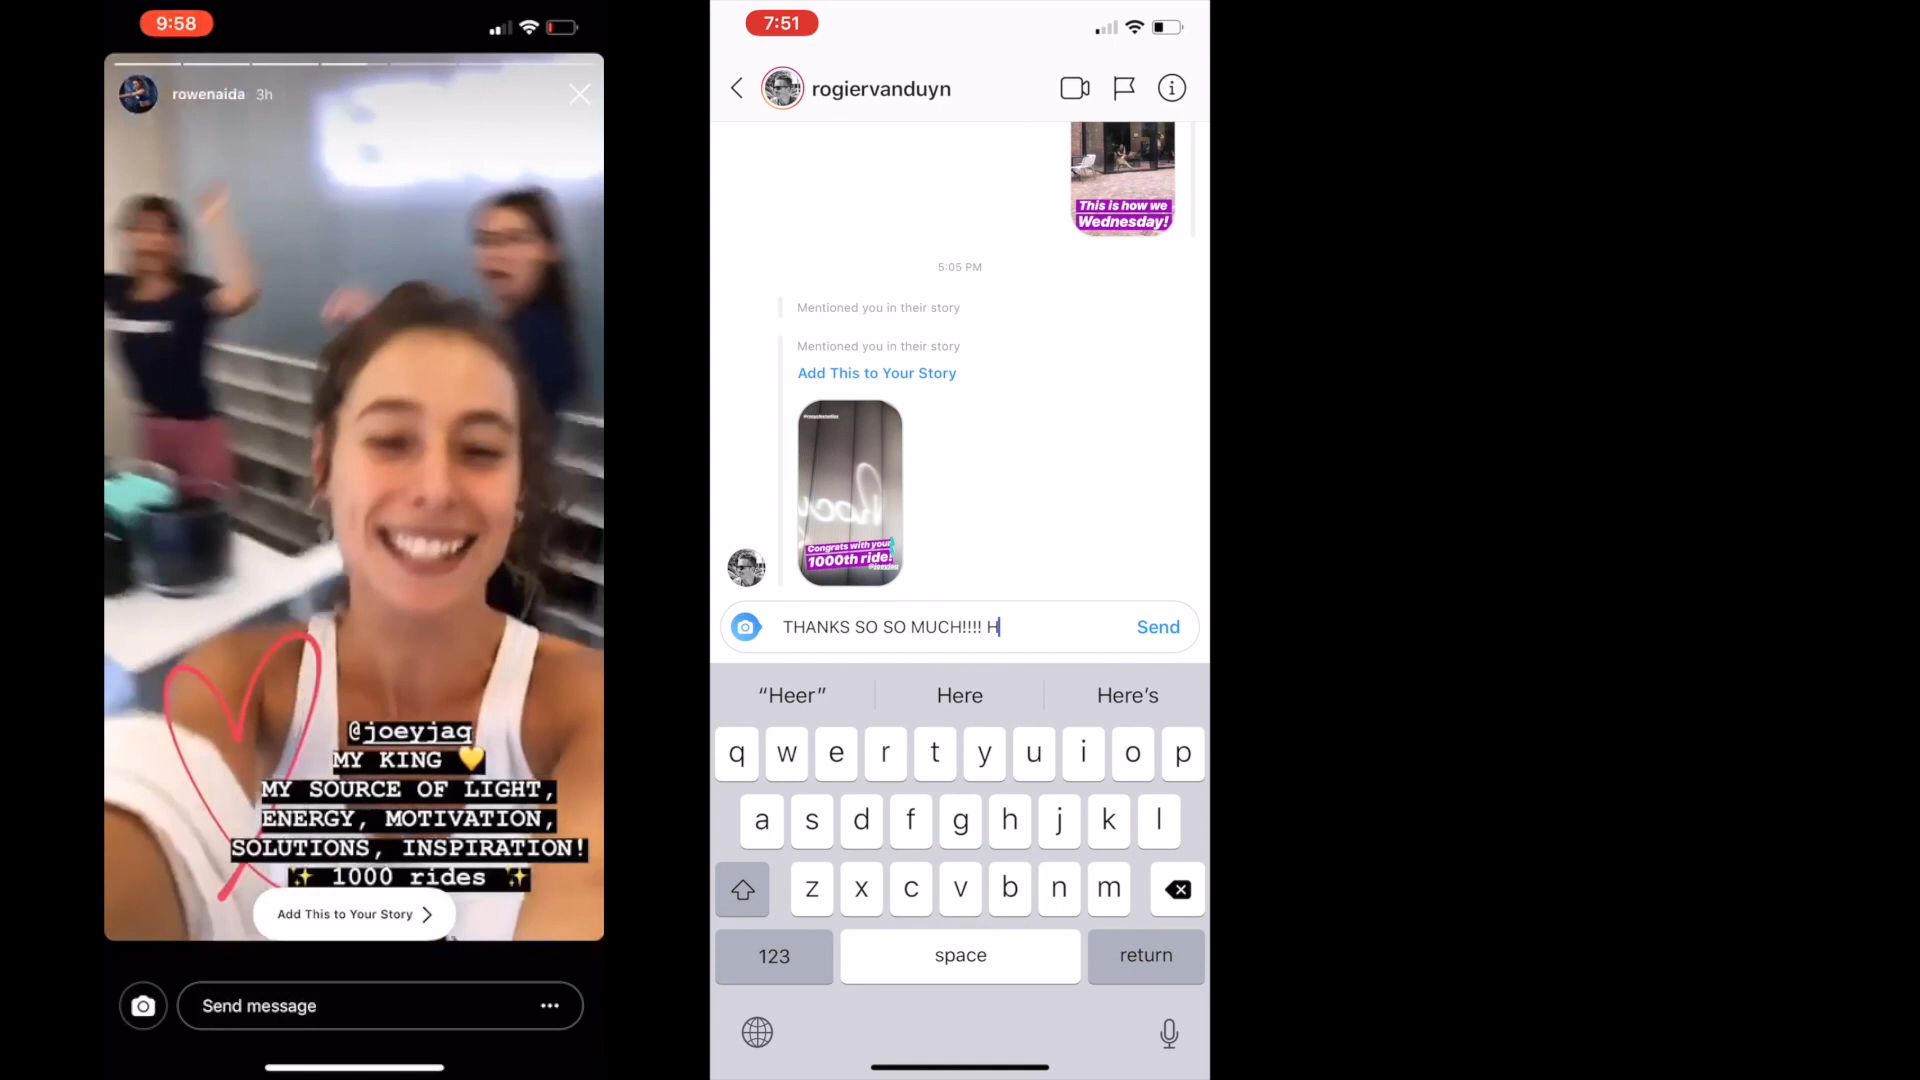 9:58
rowenaida 3h
@joeyjaq
MY KING 💛
MY SOURCE OF LIGHT,
ENERGY, MOTIVATION,
SOLUTIONS, INSPIRATION!
✨ 1000 rides ✨
Add This to Your Story
Send message
7:51
rogiervanduyn
This is how we
Wednesday!
5:05 PM
Mentioned you in their story
Mentioned you in their story
Add This to Your Story
Congrats with your
1000th ride!
@joeyjaq
THANKS SO SO MUCH!!!! H
Send
“Heer” Here Here's
q w e r t y u i o p
a s d f g h j k l
z x c v b n m
123 space return